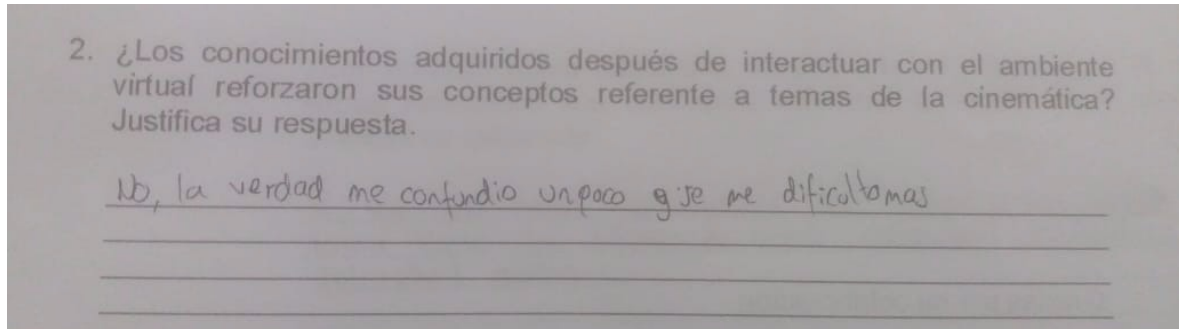 2. ¿Los conocimientos adquiridos después de interactuar con el ambiente
virtual reforzaron sus conceptos referente a temas de la cinemática?
Justifica su respuesta.
No, la verdad me confundio un poco y se me dificulto mas